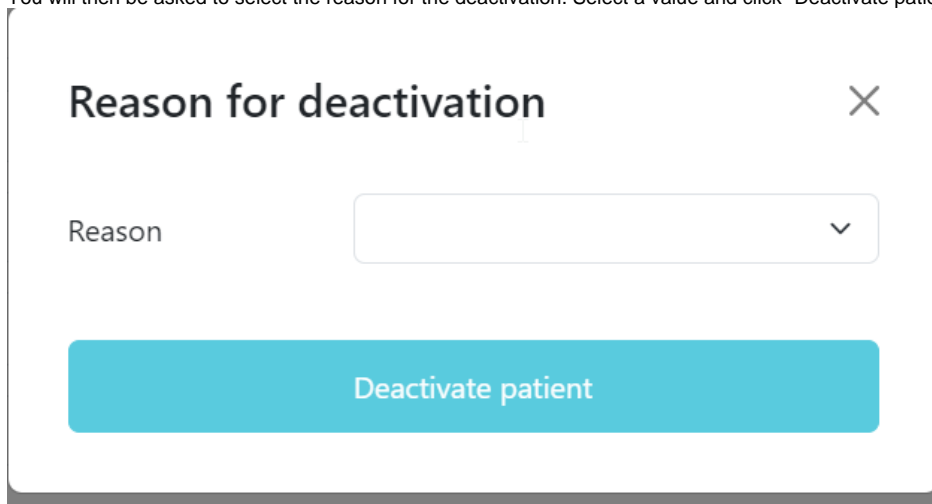 You will then be asked to select the reason for the deactivation. Select a value and click "Deactivate
Reason for deactivation
Reason
Deactivate patient